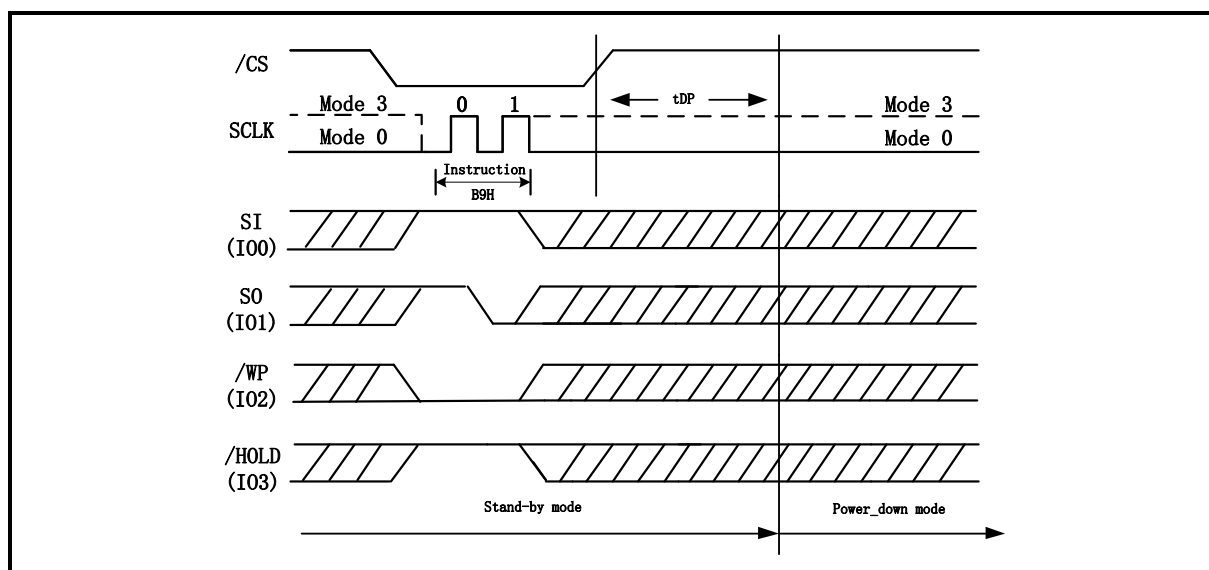 /CS
tDP
Mode 3 0 1 Mode 3
SCLK
Mode 0 Mode 0
Instruction
B9H
SI
(IO0)
SO
(IO1)
/WP
(IO2)
/HOLD
(IO3)
Stand-by mode Power_down mode